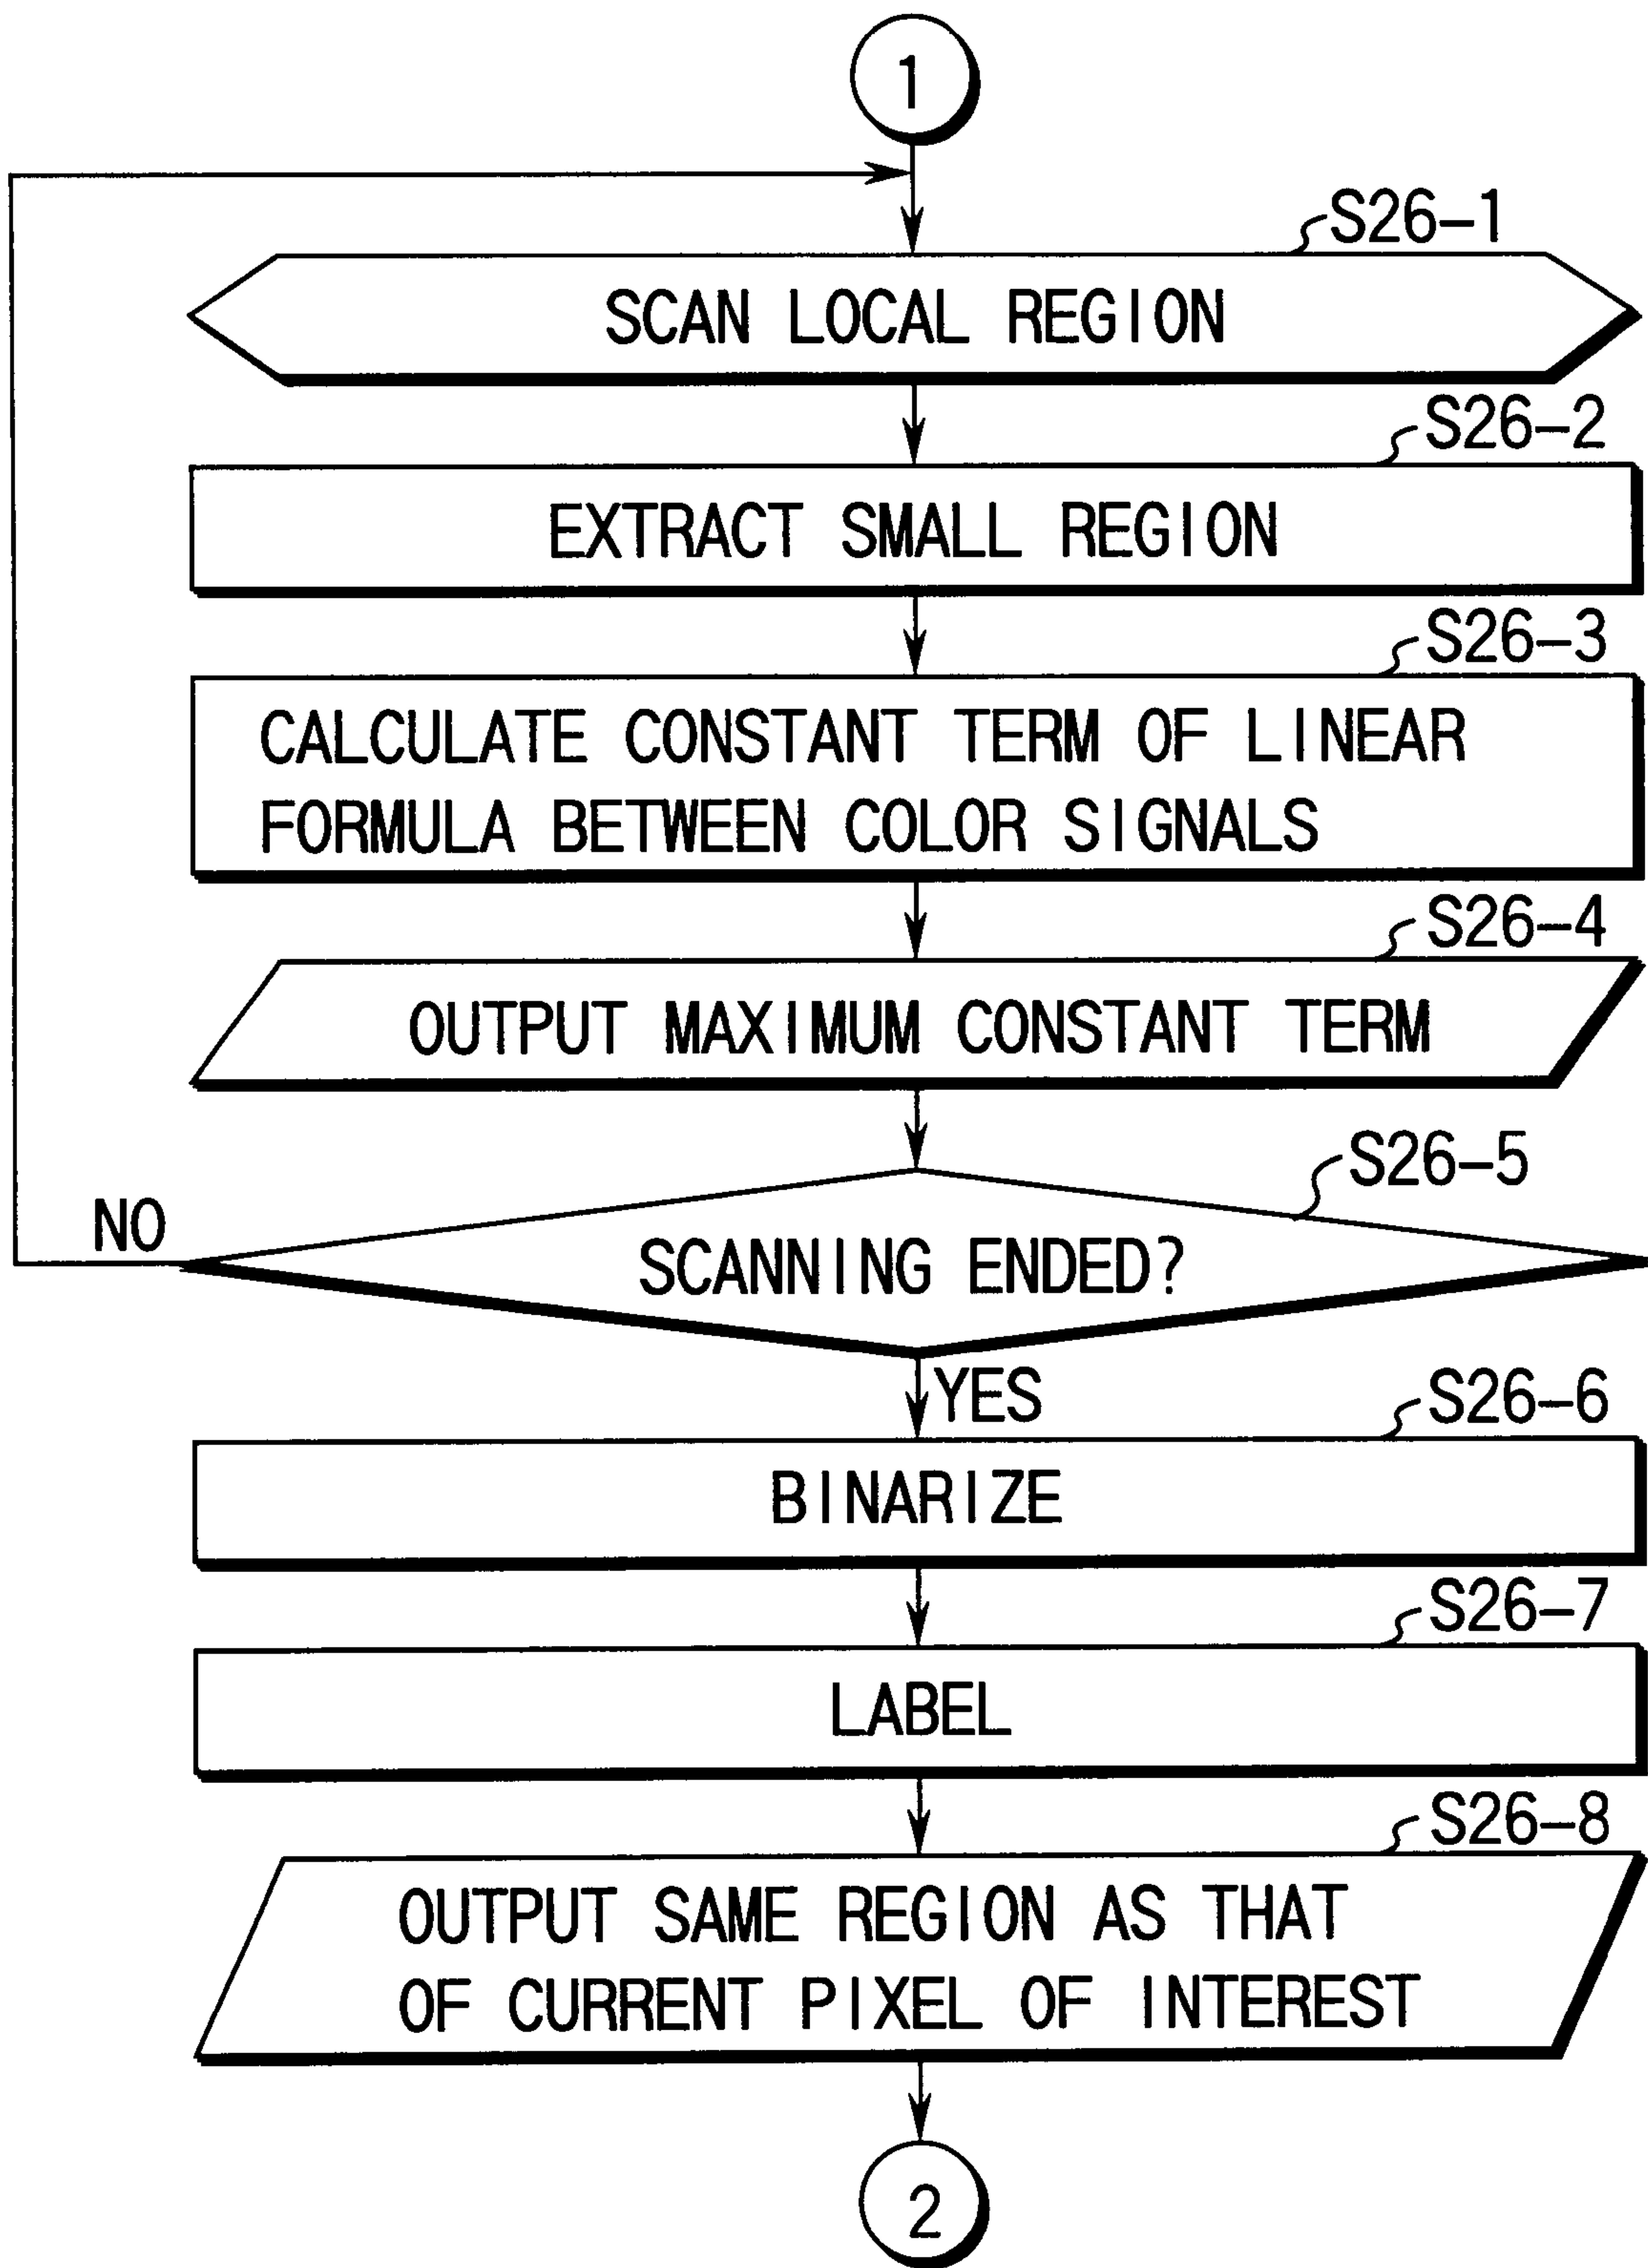 1
S26-1
SCAN LOCAL REGION
S26-2
EXTRACT SMALL REGION
S26-3
CALCULATE CONSTANT TERM OF LINEAR
FORMULA BETWEEN COLOR SIGNALS
S26-4
OUTPUT MAXIMUM CONSTANT TERM
S26-5
NO
SCANNING ENDED?
YES
S26-6
BINARIZE
S26-7
LABEL
S26-8
OUTPUT SAME REGION AS THAT
OF CURRENT PIXEL OF INTEREST
2